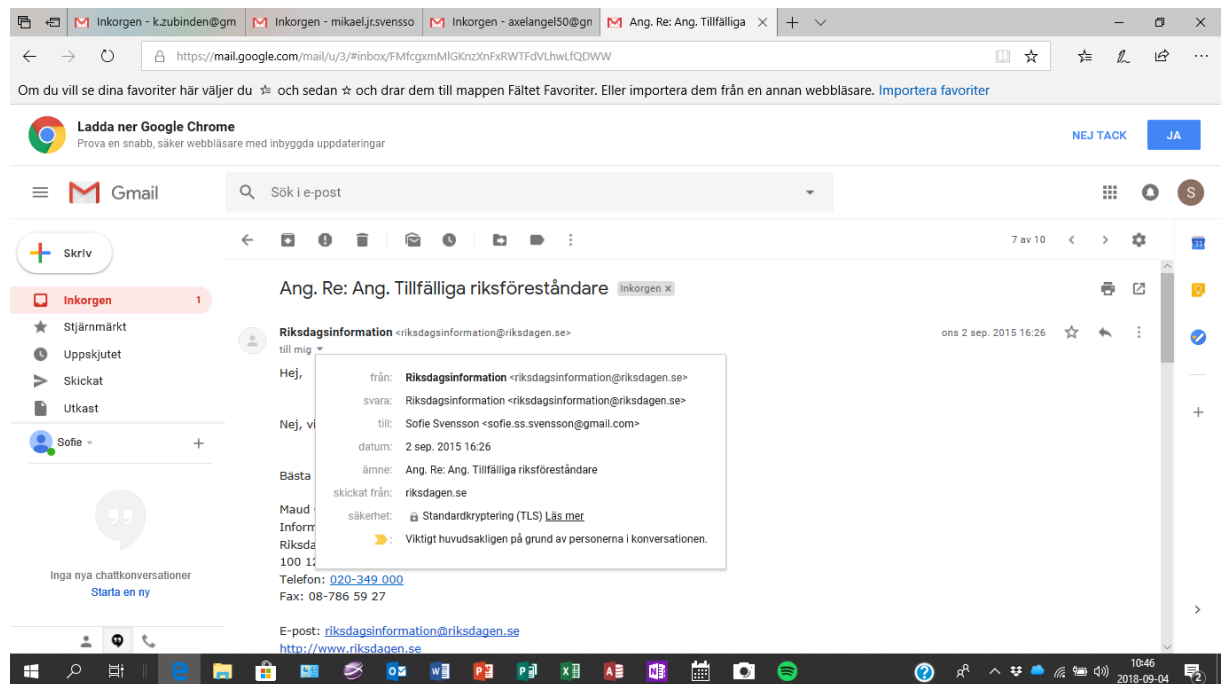 Inkorgen - k.zubinden@gm
Inkorgen - mikael.jr.svensso
Inkorgen - axelangel50@gn
Ang. Re: Ang. Tillfälliga
https://mail.google.com/mail/u/3/#inbox/FMfcgxmMlGKnzXnFxRWTFdVLhwLfQDWW
Om du vill se dina favoriter här väljer du och sedan och drar dem till mappen Fältet Favoriter. Eller importera dem från en annan webbläsare. Importera favoriter
Ladda ner Google Chrome
Prova en snabb, säker webbläsare med inbyggda uppdateringar
NEJ TACK
JA
Gmail
Sök i e-post
S
Skriv
7 av 10
31
Inkorgen 1
Stjärnmärkt
Uppskjutet
Skickat
Utkast
Sofie
Inga nya chattkonversationer
Starta en ny
Ang. Re: Ang. Tillfälliga riksföreståndare Inkorgen x
Riksdagsinformation <riksdagsinformation@riksdagen.se>
ons 2 sep. 2015 16:26
till mig
Hej,
Nej, vi
Bästa
Maud
Inform
Riksda
100 12
Telefon: 020-349 000
Fax: 08-786 59 27
E-post: riksdagsinformation@riksdagen.se
http://www.riksdagen.se
från: Riksdagsinformation <riksdagsinformation@riksdagen.se>
svara: Riksdagsinformation <riksdagsinformation@riksdagen.se>
till: Sofie Svensson <sofie.ss.svensson@gmail.com>
datum: 2 sep. 2015 16:26
ämne: Ang. Re: Ang. Tillfälliga riksföreståndare
skickat från: riksdagen.se
säkerhet: Standardkryptering (TLS) Läs mer
: Viktigt huvudsakligen på grund av personerna i konversationen.
10:46
2018-09-04
2